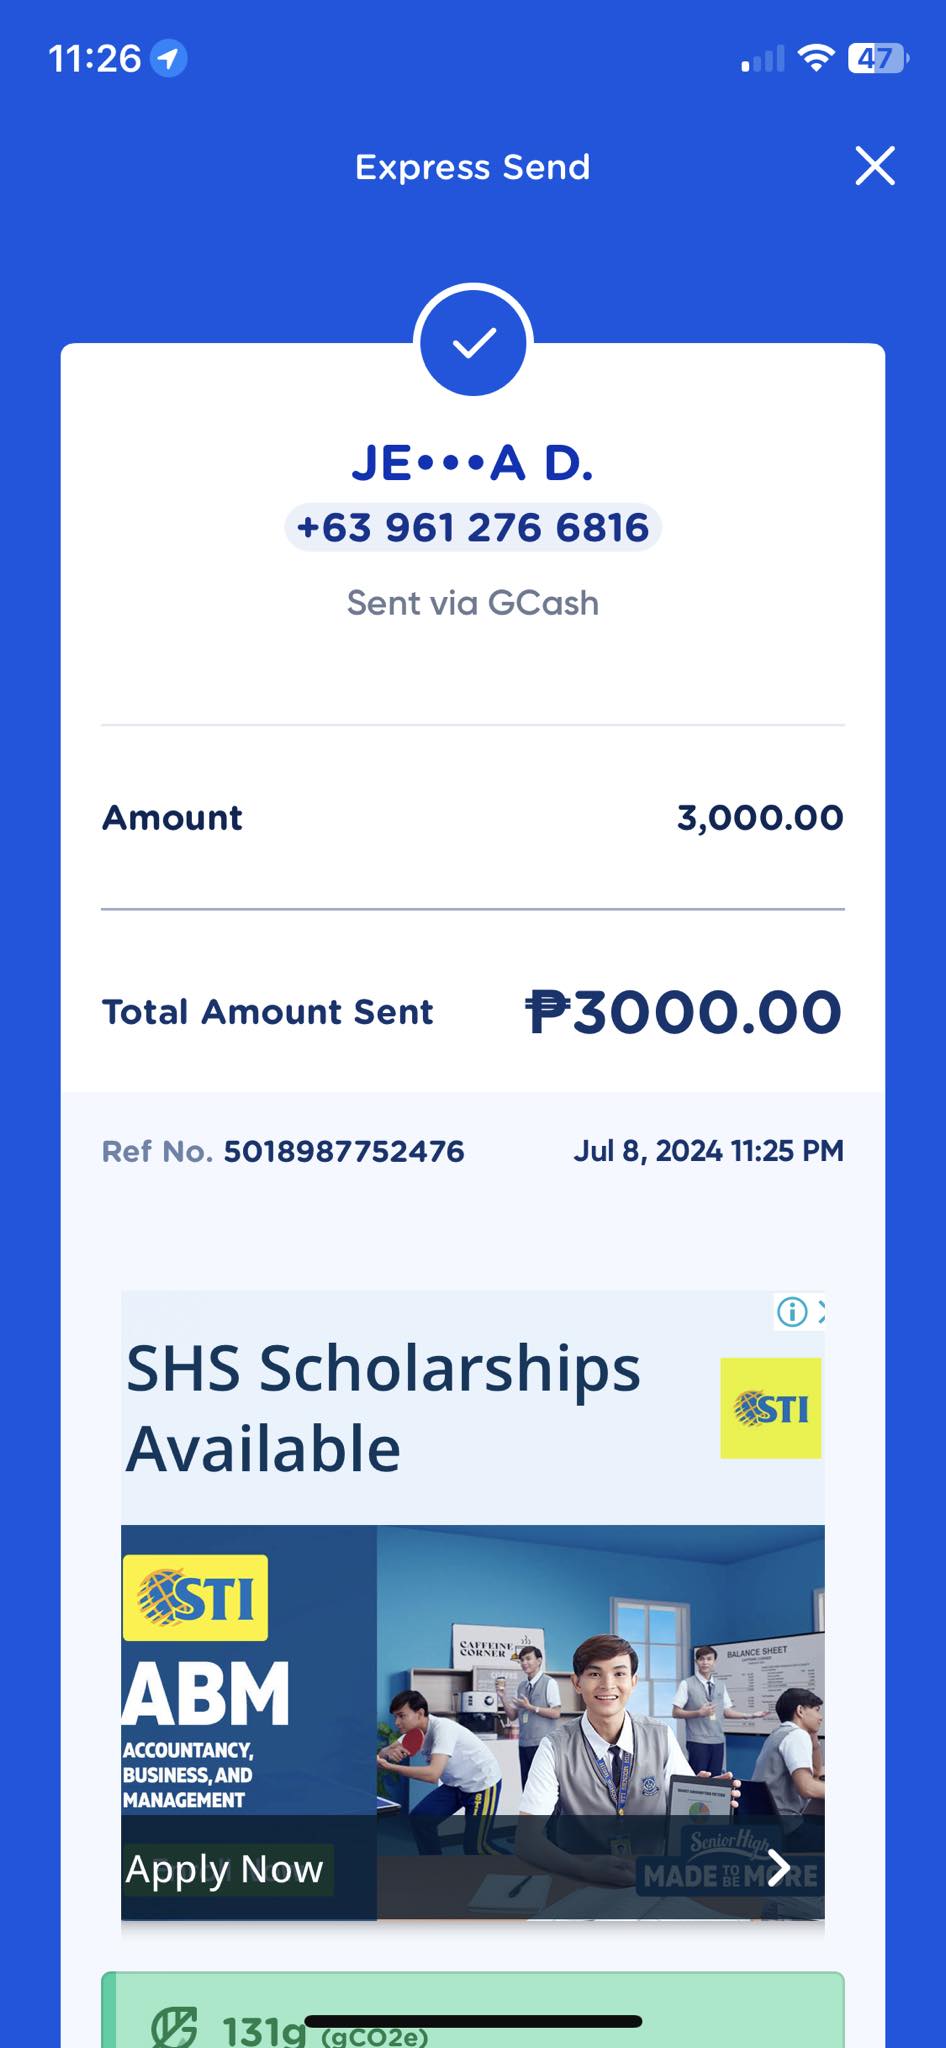 11:26
47
Express Send
JE•••A D.
+63 961 276 6816
Sent via GCash
Amount 3,000.00
Total Amount Sent ₱3000.00
Ref No. 5018987752476 Jul 8, 2024 11:25 PM
SHS Scholarships
Available
STI
STI
ABM
ACCOUNTANCY,
BUSINESS, AND
MANAGEMENT
CAFFEINE
CORNER
BALANCE SHEET
Senior High
MADE TO BE MORE
Apply Now
131g (gCO2e)